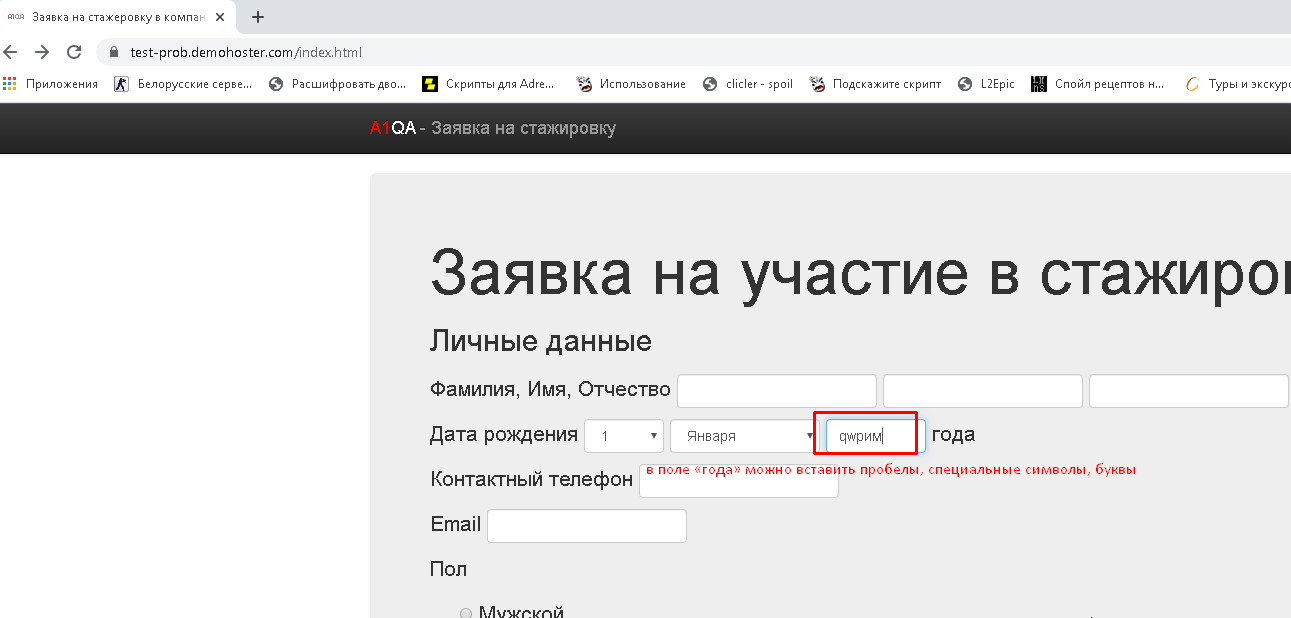 A1QA Заявка на стажировку в компан
test-prob.demohoster.com/index.html
Приложения Белорусские серве... Расшифровать дво... Скрипты для Adre... Использование clicler - spoil Подскажите скрипт L2Epic Спойл рецептов н... Туры и экскур
A1QA - Заявка на стажировку
Заявка на участие в стажиро
Личные данные
Фамилия, Имя, Отчество
Дата рождения 1 Января qwрим года
в поле «года» можно вставить пробелы, специальные символы, буквы
Контактный телефон
Email
Пол
Мужской